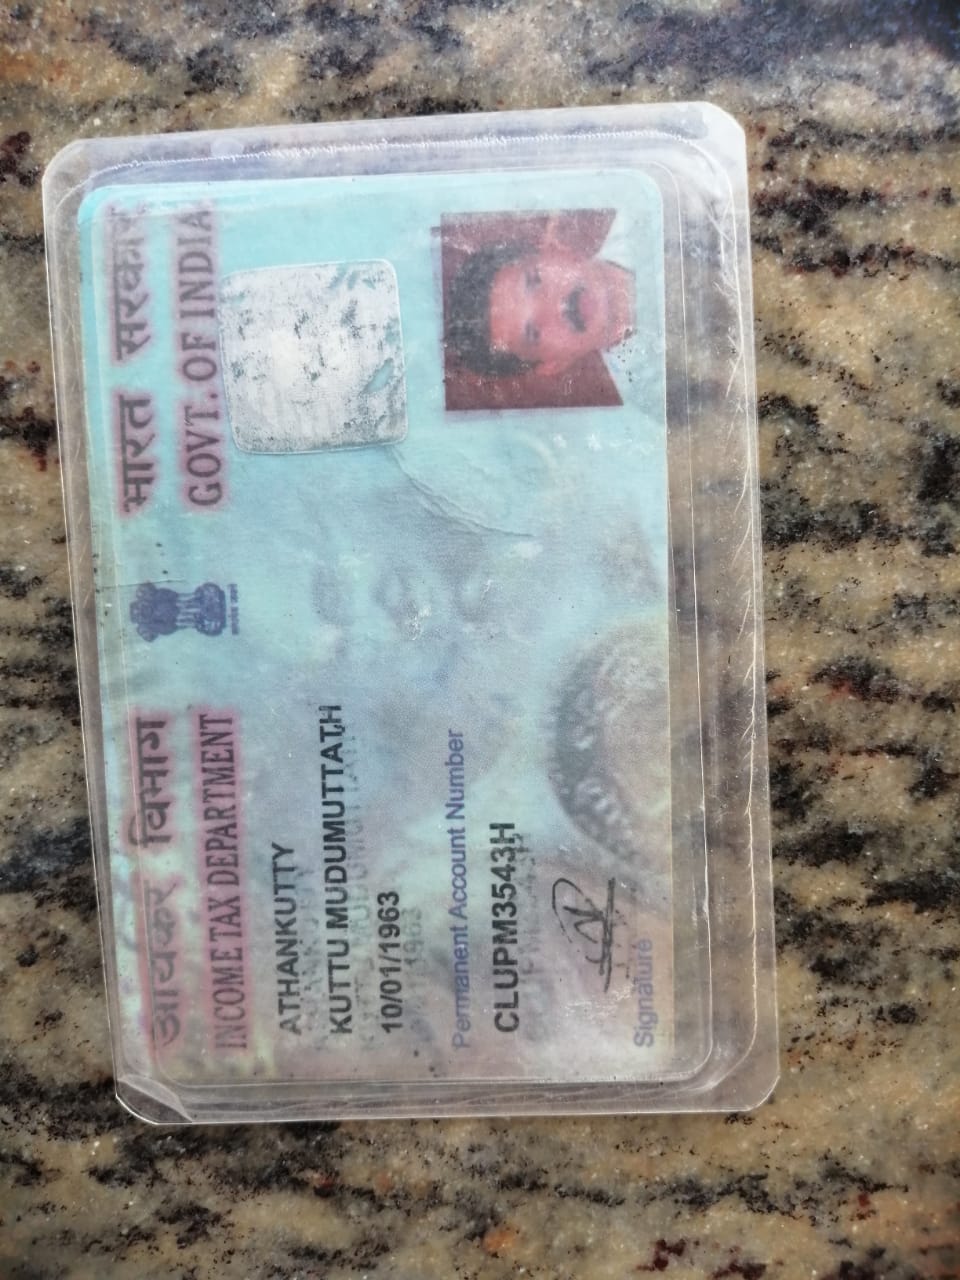 आयकर विभाग
INCOME TAX DEPARTMENT
भारत सरकार
GOVT. OF INDIA
ATHANKUTTY
KUTTU MUDUMUTTATH
10/01/1963
Permanent Account Number
CLUPM3543H
Signature